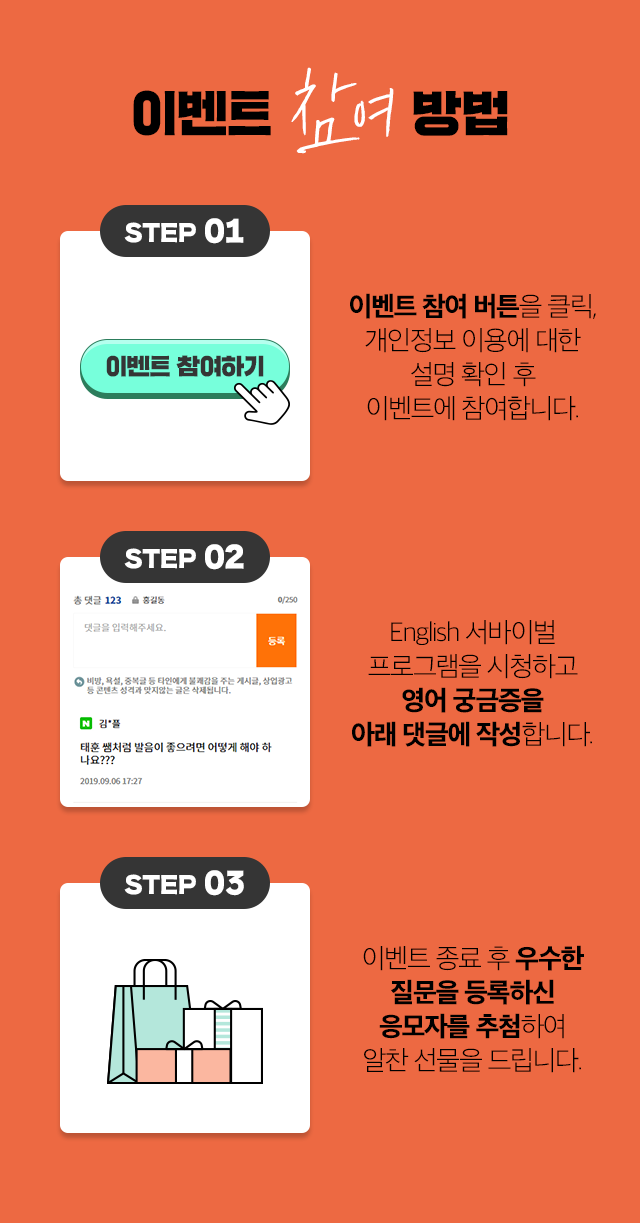 이벤트 참여 방법
STEP 01
이벤트 참여하기
이벤트 참여 버튼을 클릭,
개인정보 이용에 대한
설명 확인 후
이벤트에 참여합니다.
STEP 02
총 댓글 123 홍길동 0/250
댓글을 입력해주세요.
등록
비방, 욕설, 중복글 등 타인에게 불쾌감을 주는 게시글, 상업광고
등 콘텐츠 성격과 맞지않는 글은 삭제됩니다.
N 김*플
태훈 쌤처럼 발음이 좋으려면 어떻게 해야 하
나요???
2019.09.06 17:27
English 서바이벌
프로그램을 시청하고
영어 궁금증을
아래 댓글에 작성합니다.
STEP 03
이벤트 종료 후 우수한
질문을 등록하신
응모자를 추첨하여
알찬 선물을 드립니다.